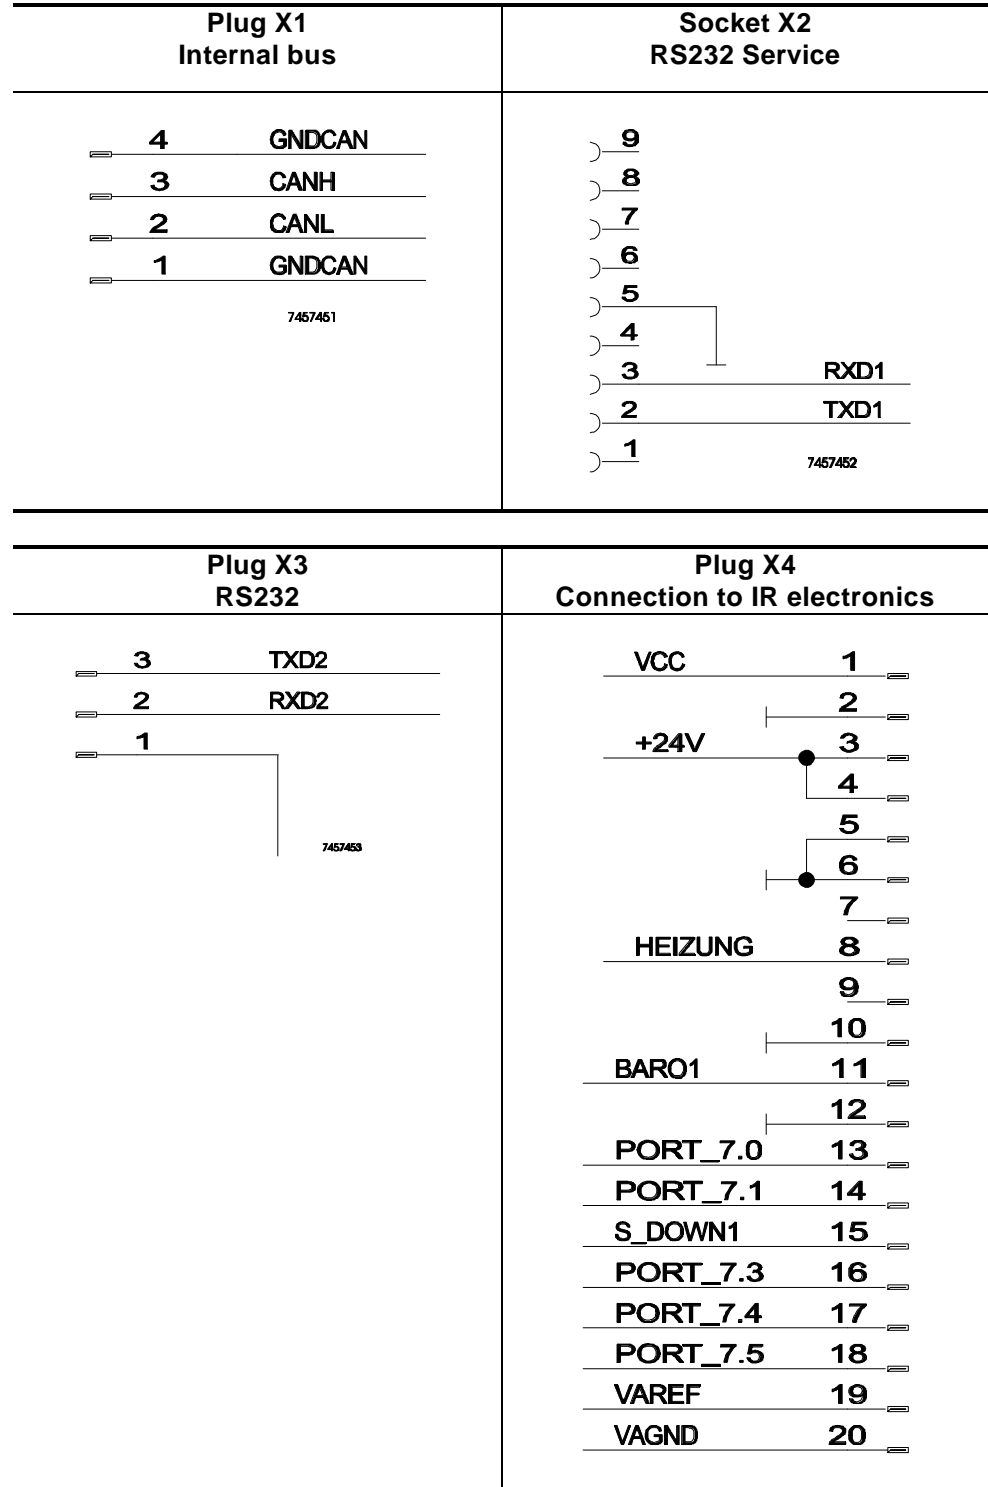 Plug X1
Internal bus
Socket X2
RS232 Service
4 GNDCAN
3 CANH
2 CANL
1 GNDCAN
7457451
9
8
7
6
5
4
3 RXD1
2 TXD1
1
7457452
Plug X3
RS232
Plug X4
Connection to IR electronics
3 TXD2
2 RXD2
1
7457453
VCC 1
2
+24V 3
4
5
6
7
HEIZUNG 8
9
10
BARO1 11
12
PORT_7.0 13
PORT_7.1 14
S_DOWN1 15
PORT_7.3 16
PORT_7.4 17
PORT_7.5 18
VAREF 19
VAGND 20